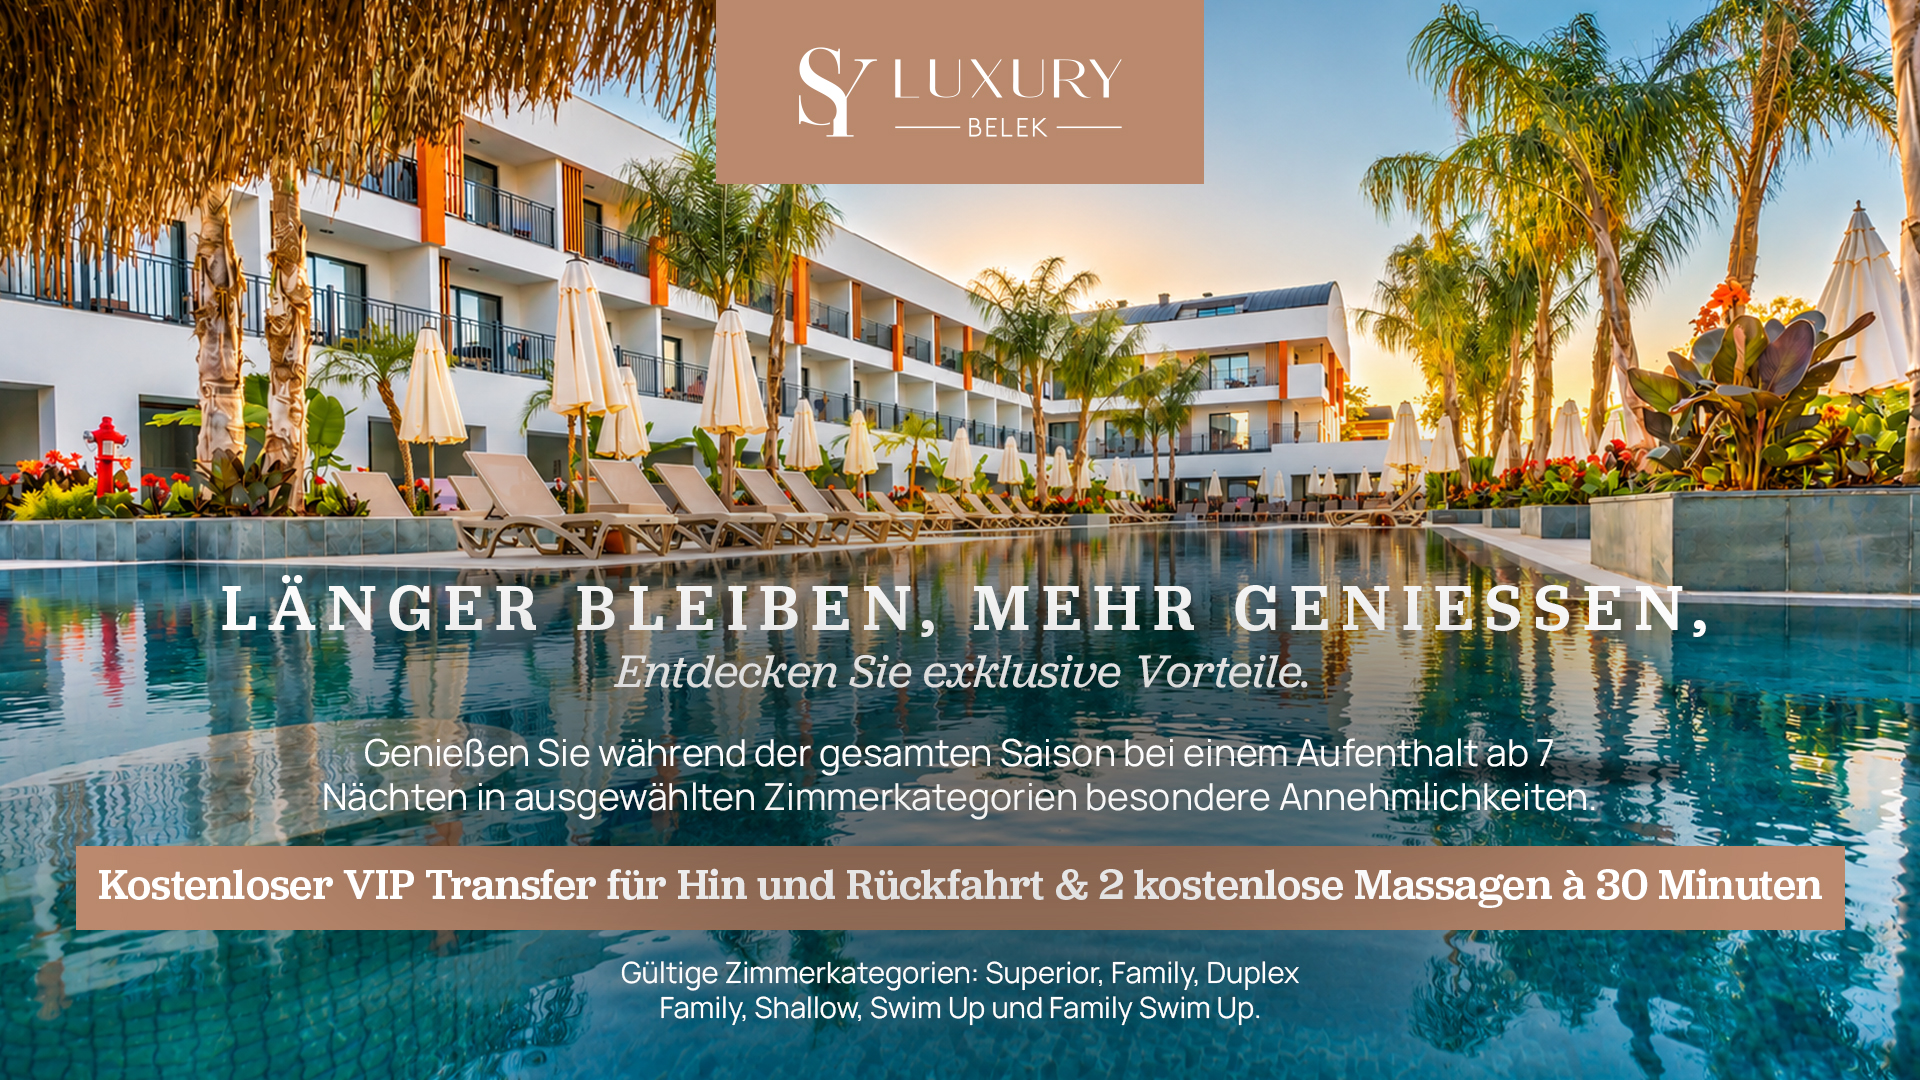 SY LUXURY
BELEK
LÄNGER BLEIBEN, MEHR GENIESSEN,
Entdecken Sie exklusive Vorteile.
Genießen Sie während der gesamten Saison bei einem Aufenthalt ab 7
Nächten in ausgewählten Zimmerkategorien besondere Annehmlichkeiten.
Kostenloser VIP Transfer für Hin und Rückfahrt & 2 kostenlose Massagen à 30 Minuten
Gültige Zimmerkategorien: Superior, Family, Duplex
Family, Shallow, Swim Up und Family Swim Up.